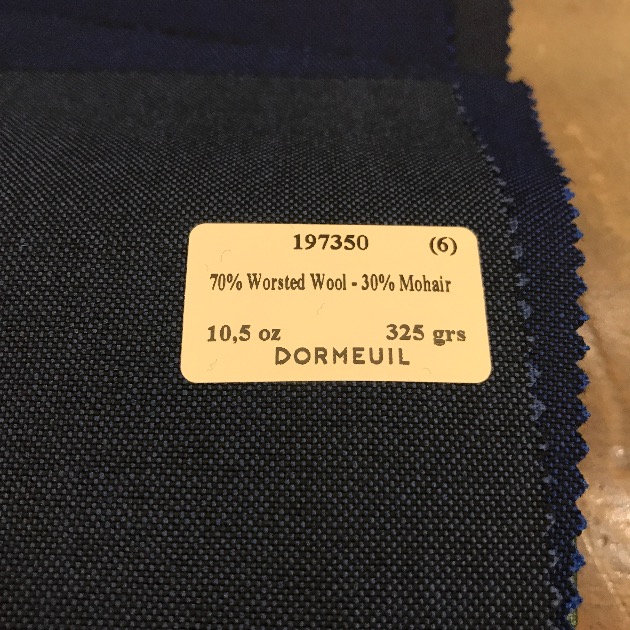 197350 (6)
70% Worsted Wool - 30% Mohair
10,5 oz 325 grs
DORMEUIL